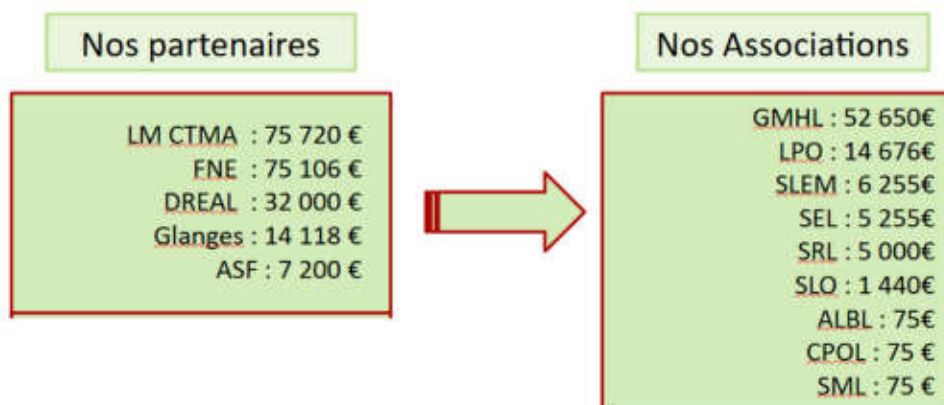 Nos partenaires
LM CTMA : 75 720 €
FNE : 75 106 €
DREAL : 32 000 €
Glanges : 14 118 €
ASF : 7 200 €
Nos Associations
GMHL : 52 650€
LPO : 14 676€
SLEM : 6 255€
SEL : 5 255€
SRL : 5 000€
SLO : 1 440€
ALBL : 75€
CPOL : 75 €
SML : 75 €